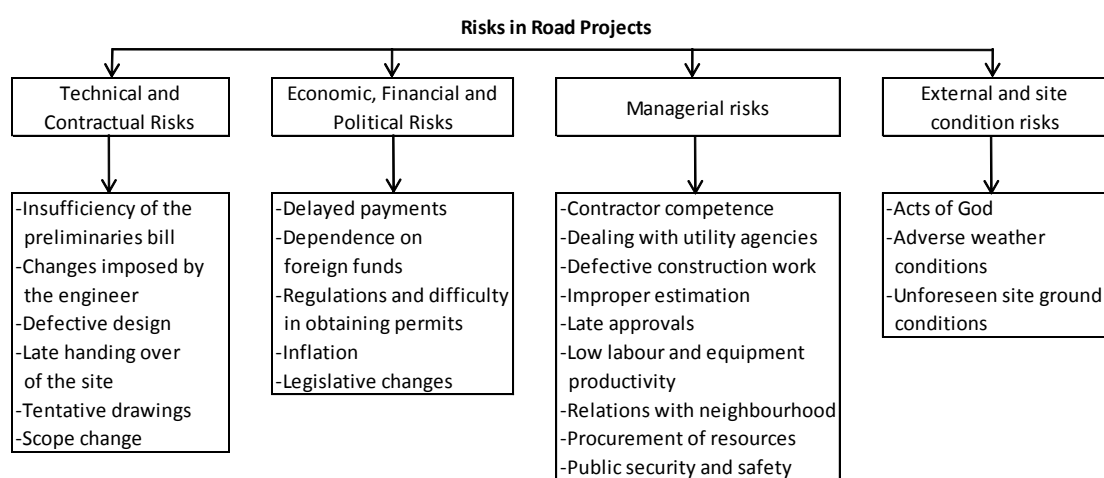 Risks in Road Projects
Technical and
Contractual Risks
Economic, Financial and
Political Risks
Managerial risks
External and site
condition risks
-Insufficiency of the
preliminaries bill
-Changes imposed by
the engineer
-Defective design
-Late handing over
of the site
-Tentative drawings
-Scope change
-Delayed payments
-Dependence on
foreign funds
-Regulations and difficulty
in obtaining permits
-Inflation
-Legislative changes
-Contractor competence
-Dealing with utility agencies
-Defective construction work
-Improper estimation
-Late approvals
-Low labour and equipment
productivity
-Relations with neighbourhood
-Procurement of resources
-Public security and safety
-Acts of God
-Adverse weather
conditions
-Unforeseen site ground
conditions